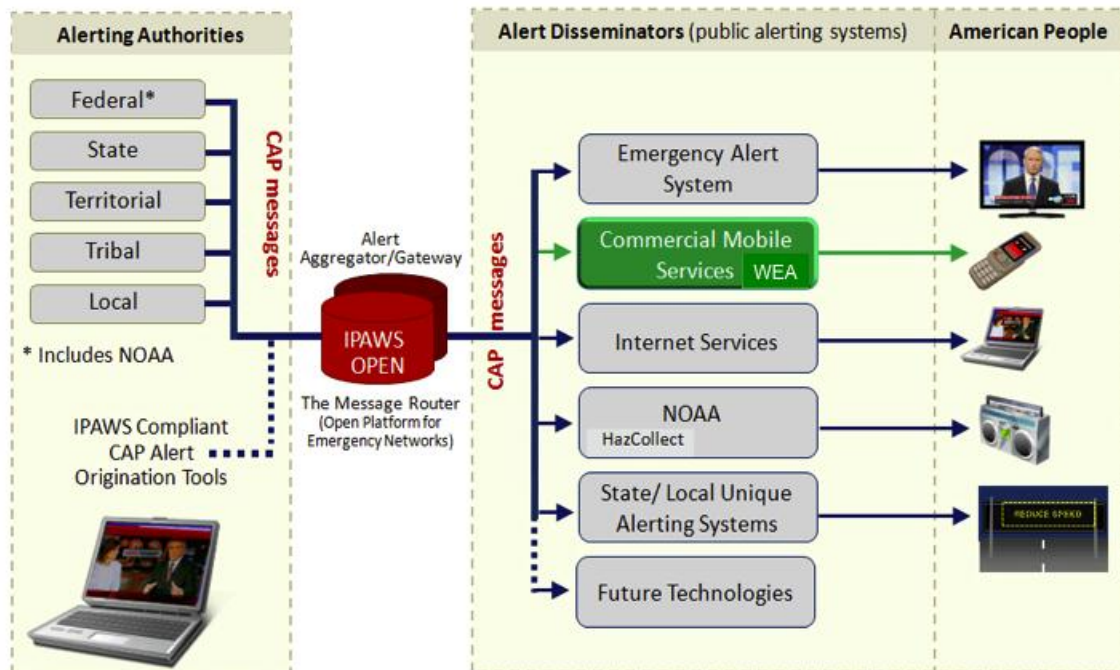 Alerting Authorities
Federal*
State
Territorial
Tribal
Local
* Includes NOAA
CAP messages
IPAWS Compliant
CAP Alert
Origination Tools
Alert
Aggregator/Gateway
IPAWS
OPEN
The Message Router
(Open Platform for
Emergency Networks)
Alert Disseminators (public alerting systems)
CAP messages
Emergency Alert
System
Commercial Mobile
Services WEA
Internet Services
NOAA
HazCollect
State/ Local Unique
Alerting Systems
Future Technologies
American People
REDUCE SPEED